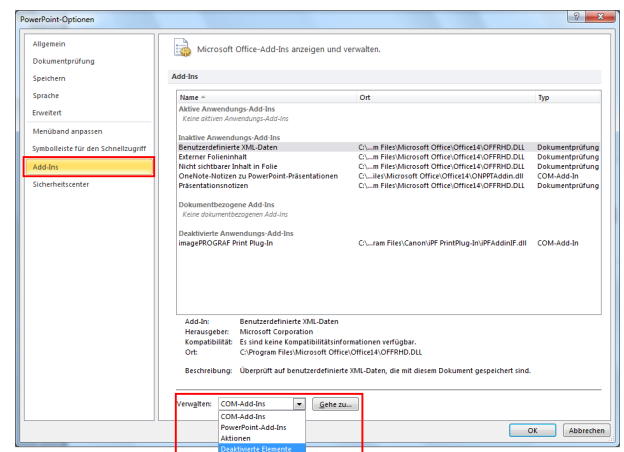 PowerPoint-Optionen
Allgemein
Dokumentprüfung
Speichern
Sprache
Erweitert
Menüband anpassen
Symbolleiste für den Schnellzugriff
Add-Ins
Sicherheitscenter
Microsoft Office-Add-Ins anzeigen und verwalten.
Add-Ins
Name Ort Typ
Aktive Anwendungs-Add-Ins
Keine aktiven Anwendungs-Add-Ins
Inaktive Anwendungs-Add-Ins
Benutzerdefinierte XML-Daten C:\...m Files\Microsoft Office\Office14\OFFRHD.DLL Dokumentprüfung
Externer Folieninhalt C:\...m Files\Microsoft Office\Office14\OFFRHD.DLL Dokumentprüfung
Nicht sichtbarer Inhalt in Folie C:\...m Files\Microsoft Office\Office14\OFFRHD.DLL Dokumentprüfung
OneNote-Notizen zu PowerPoint-Präsentationen C:\...iles\Microsoft Office\Office14\ONPPTAddin.dll COM-Add-In
Präsentationsnotizen C:\...m Files\Microsoft Office\Office14\OFFRHD.DLL Dokumentprüfung
Dokumentbezogene Add-Ins
Keine dokumentbezogenen Add-Ins
Deaktivierte Anwendungs-Add-Ins
imagePROGRAF Print Plug-In C:\...ram Files\Canon\iPF PrintPlug-In\iPFAddinIF.dll COM-Add-In
Add-In: Benutzerdefinierte XML-Daten
Herausgeber: Microsoft Corporation
Kompatibilität: Es sind keine Kompatibilitätsinformationen verfügbar.
Ort: C:\Program Files\Microsoft Office\Office14\OFFRHD.DLL
Beschreibung: Überprüft auf benutzerdefinierte XML-Daten, die mit diesem Dokument gespeichert sind.
Verwalten: COM-Add-Ins Gehe zu...
COM-Add-Ins
PowerPoint-Add-Ins
Aktionen
Deaktivierte Elemente
OK Abbrechen